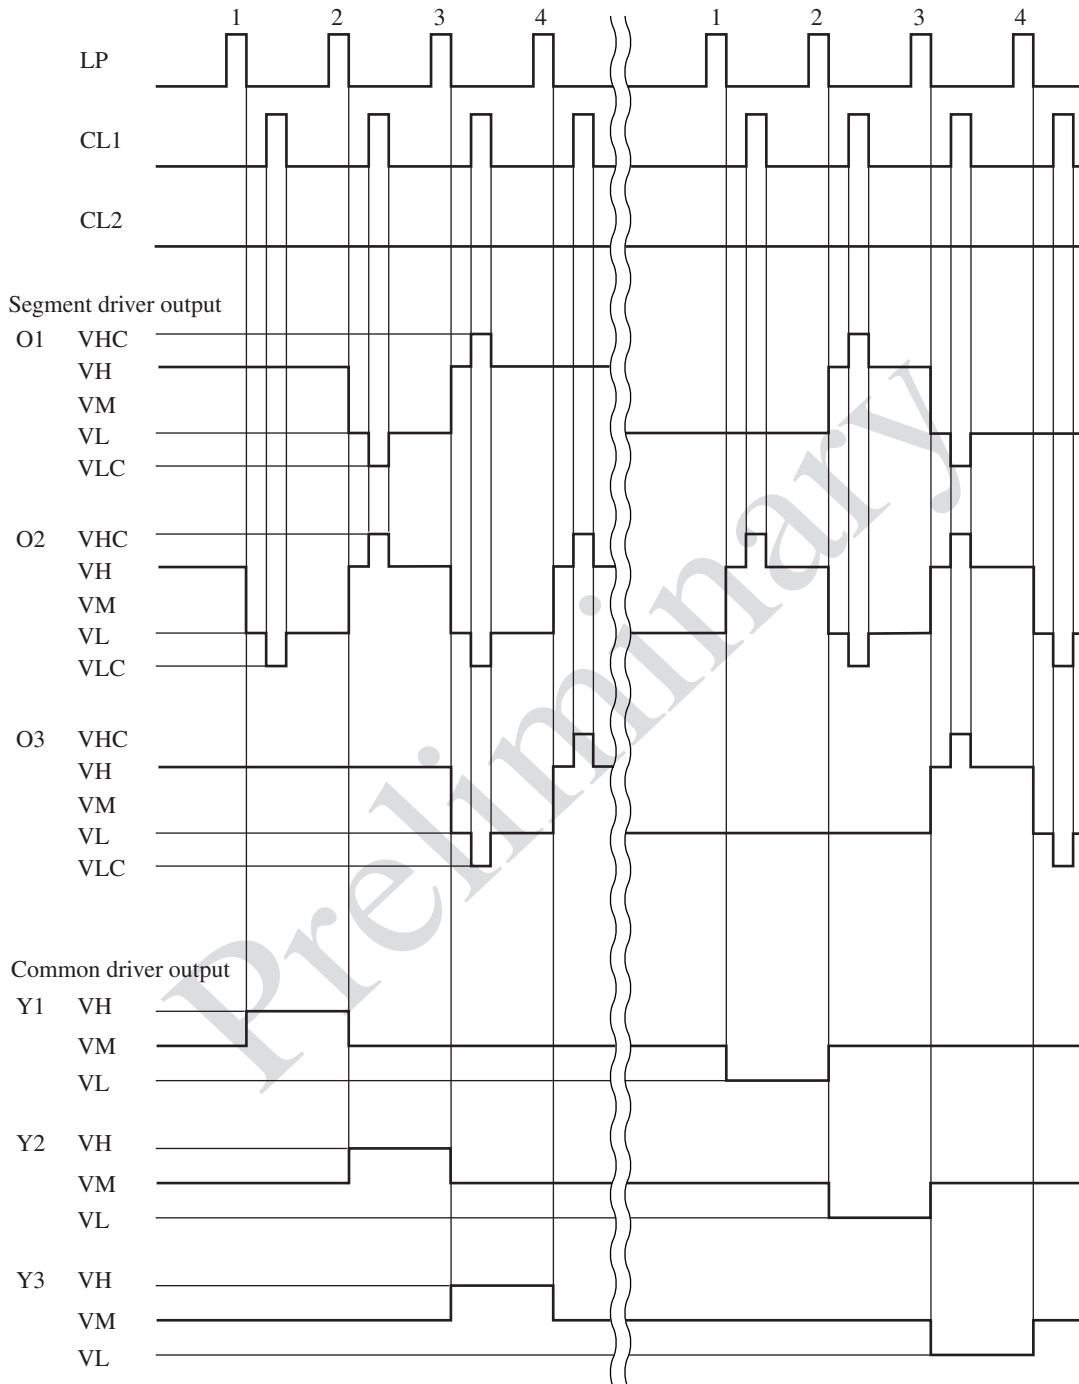 1 2 3 4 1 2 3 4
LP
CL1
CL2
Segment driver output
O1 VHC
VH
VM
VL
VLC
O2 VHC
VH
VM
VL
VLC
O3 VHC
VH
VM
VL
VLC
Common driver output
Y1 VH
VM
VL
Y2 VH
VM
VL
Y3 VH
VM
VL
Preliminary